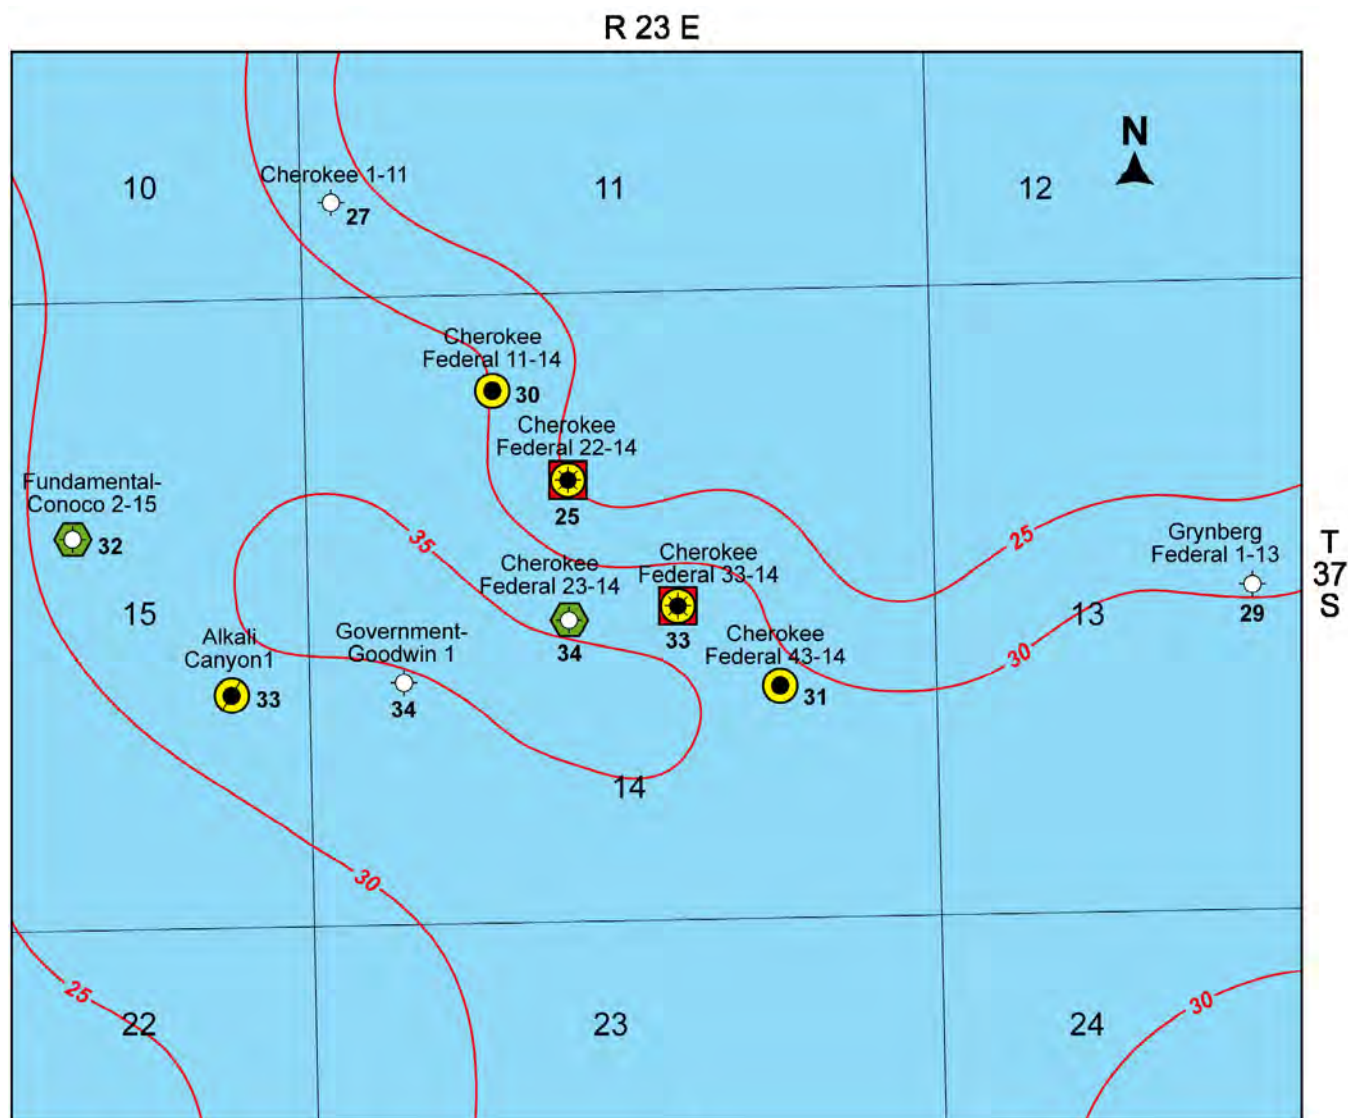 R 23 E
N
10
11
12
Cherokee 1-11
27
Cherokee
Federal 11-14
30
Cherokee
Federal 22-14
25
Fundamental-
Conoco 2-15
32
35
25
Grynberg
Federal 1-13
29
T
37
S
Cherokee
Federal 23-14
34
Cherokee
Federal 33-14
33
15
13
Alkali
Canyon1
33
Government-
Goodwin 1
34
Cherokee
Federal 43-14
31
30
14
30
25
30
22
23
24